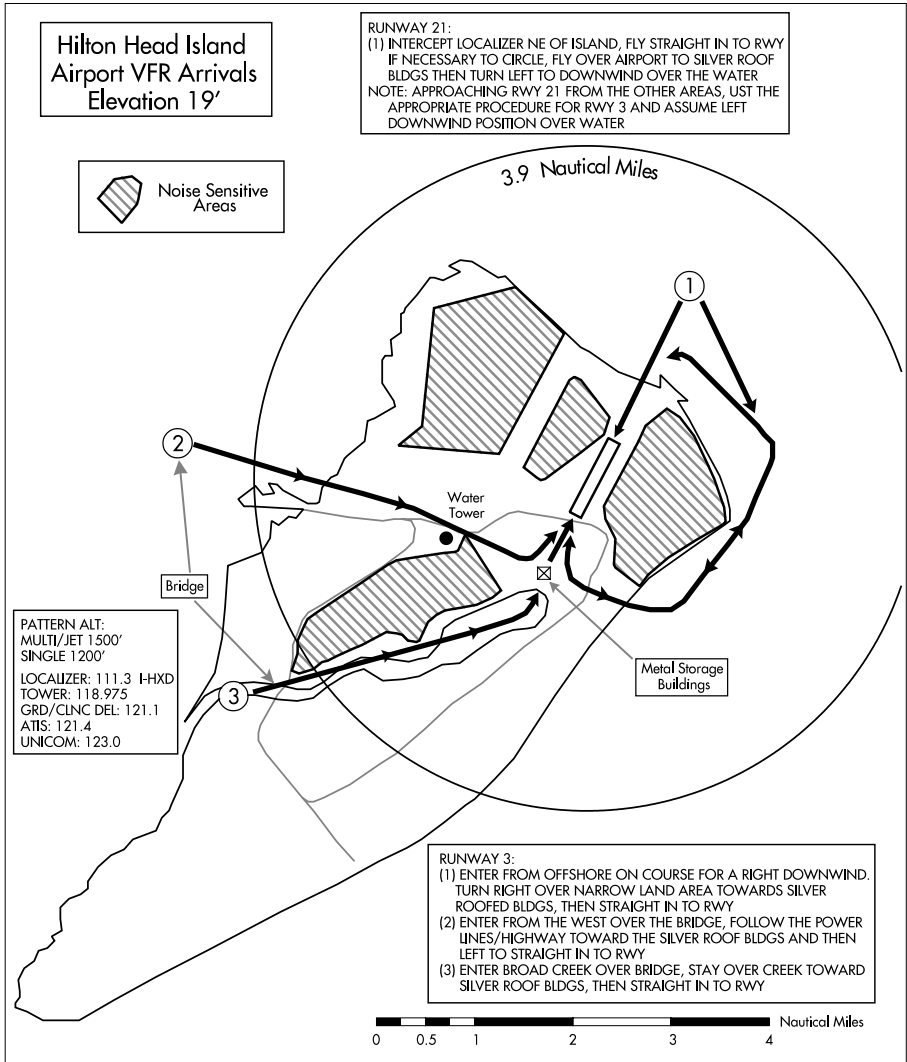 Hilton Head Island
Airport VFR Arrivals
Elevation 19′
RUNWAY 21:
(1) INTERCEPT LOCALIZER NE OF ISLAND, FLY STRAIGHT IN TO RWY
IF NECESSARY TO CIRCLE, FLY OVER AIRPORT TO SILVER ROOF
BLDGS THEN TURN LEFT TO DOWNWIND OVER THE WATER
NOTE: APPROACHING RWY 21 FROM THE OTHER AREAS, UST THE
APPROPRIATE PROCEDURE FOR RWY 3 AND ASSUME LEFT
DOWNWIND POSITION OVER WATER
Noise Sensitive
Areas
3.9 Nautical Miles
1
2
Water
Tower
Bridge
PATTERN ALT:
MULTI/JET 1500′
SINGLE 1200′
LOCALIZER: 111.3 I-HXD
TOWER: 118.975
GRD/CLNC DEL: 121.1
ATIS: 121.4
UNICOM: 123.0
3
Metal Storage
Buildings
RUNWAY 3:
(1) ENTER FROM OFFSHORE ON COURSE FOR A RIGHT DOWNWIND.
TURN RIGHT OVER NARROW LAND AREA TOWARDS SILVER
ROOFED BLDGS, THEN STRAIGHT IN TO RWY
(2) ENTER FROM THE WEST OVER THE BRIDGE, FOLLOW THE POWER
LINES/HIGHWAY TOWARD THE SILVER ROOF BLDGS AND THEN
LEFT TO STRAIGHT IN TO RWY
(3) ENTER BROAD CREEK OVER BRIDGE, STAY OVER CREEK TOWARD
SILVER ROOF BLDGS, THEN STRAIGHT IN TO RWY
Nautical Miles
0 0.5 1 2 3 4